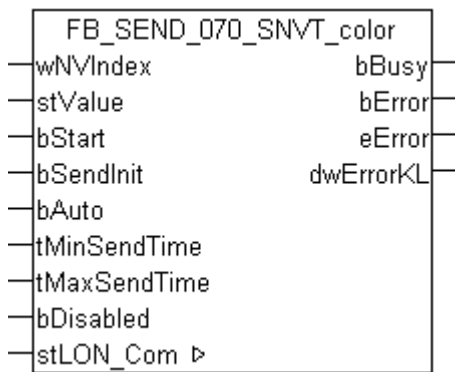 FB_SEND_070_SNVT_color
wNVIndex bBusy
stValue bError
bStart eError
bSendInit dwErrorKL
bAuto
tMinSendTime
tMaxSendTime
bDisabled
stLON_Com ▷